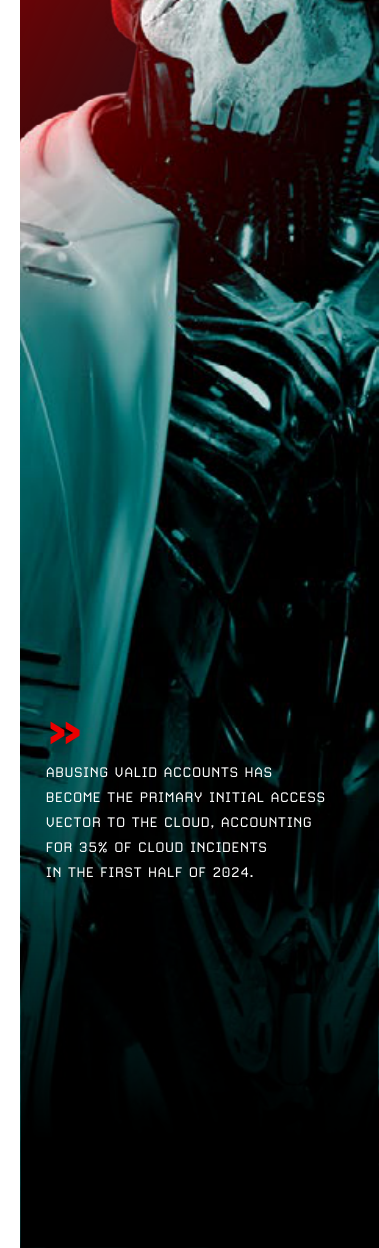 »
ABUSING VALID ACCOUNTS HAS
BECOME THE PRIMARY INITIAL ACCESS
VECTOR TO THE CLOUD, ACCOUNTING
FOR 35% OF CLOUD INCIDENTS
IN THE FIRST HALF OF 2024.